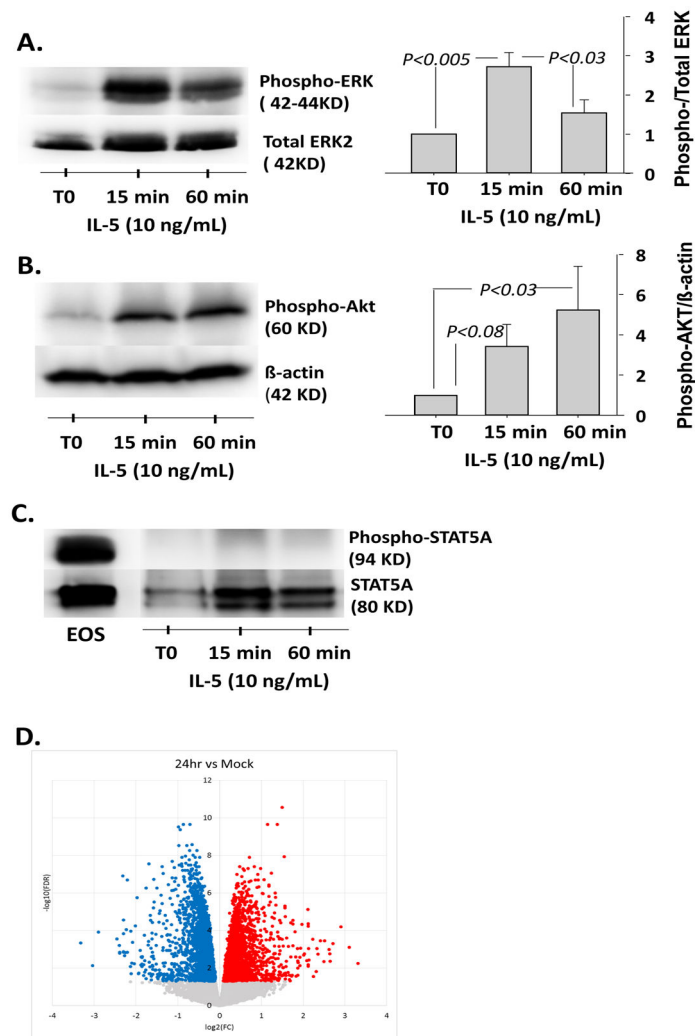 A.
Phospho-ERK
( 42-44KD)
Total ERK2
( 42KD)
T0 15 min 60 min
IL-5 (10 ng/mL)
P<0.005 P<0.03
4
3
2
1
0
Phospho-/Total ERK
T0 15 min 60 min
IL-5 (10 ng/mL)
B.
Phospho-Akt
(60 KD)
ß-actin
(42 KD)
T0 15 min 60 min
IL-5 (10 ng/mL)
P<0.03
P<0.08
8
6
4
2
0
Phospho-AKT/ß-actin
T0 15 min 60 min
IL-5 (10 ng/mL)
C.
Phospho-STAT5A
(94 KD)
STAT5A
(80 KD)
EOS
T0 15 min 60 min
IL-5 (10 ng/mL)
D.
24hr vs Mock
12
10
8
6
4
2
0
-log10(FDR)
-4 -3 -2 -1 0 1 2 3 4
log2(FC)